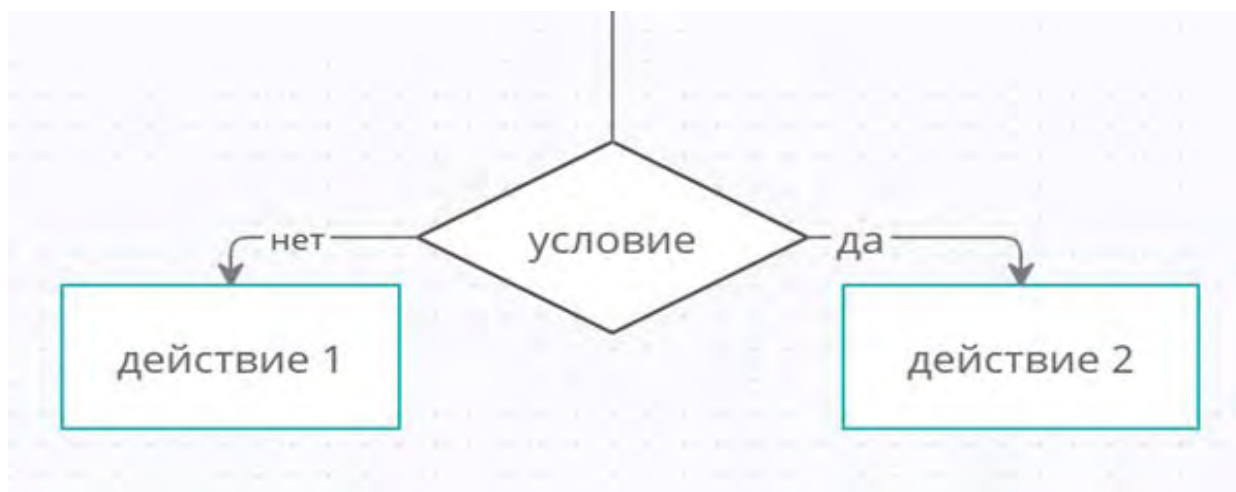 нет
условие
да
действие 1
действие 2